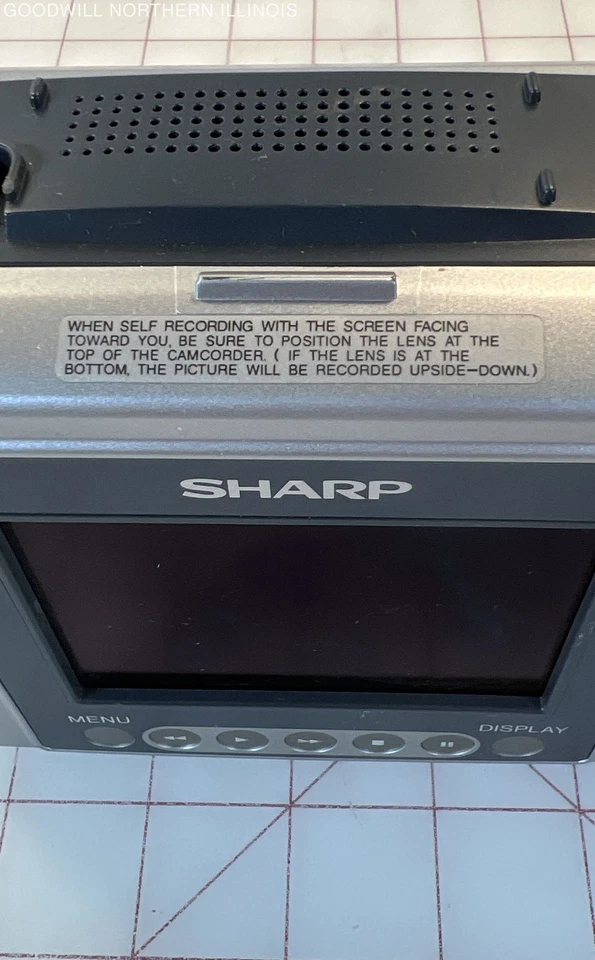 GOODWILL NORTHERN ILLINOIS
WHEN SELF RECORDING WITH THE SCREEN FACING
TOWARD YOU, BE SURE TO POSITION THE LENS AT THE
TOP OF THE CAMCORDER. ( IF THE LENS IS AT THE
BOTTOM, THE PICTURE WILL BE RECORDED UPSIDE-DOWN.)
SHARP
MENU
DISPLAY